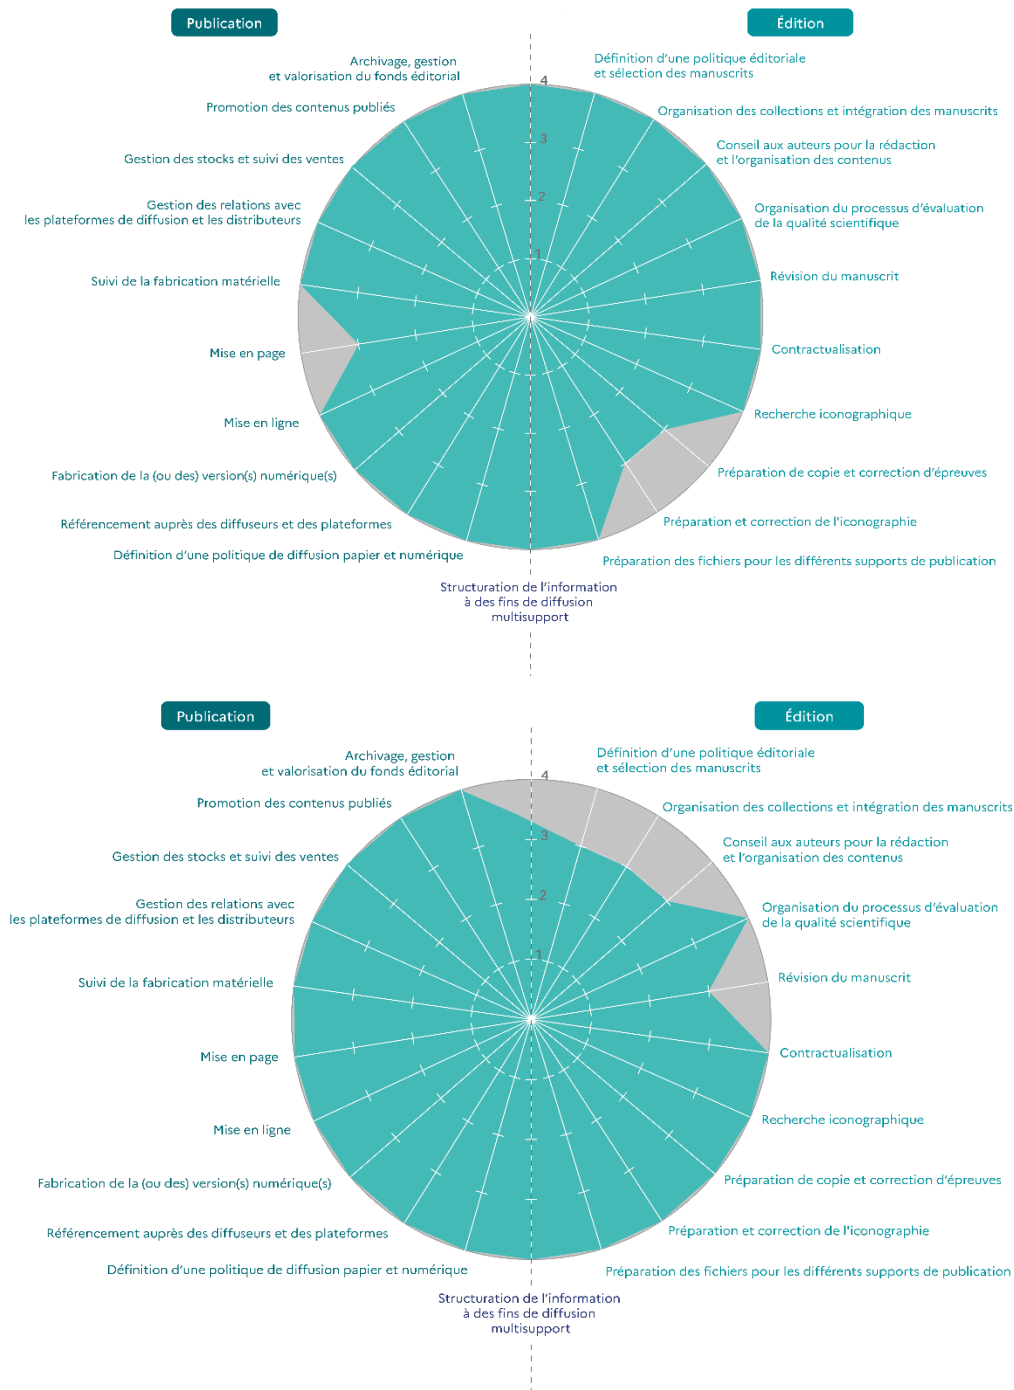 Publication
Édition
Archivage, gestion
et valorisation du fonds éditorial
Définition d’une politique éditoriale
et sélection des manuscrits
4
Promotion des contenus publiés
Organisation des collections et intégration des manuscrits
3
Gestion des stocks et suivi des ventes
Conseil aux auteurs pour la rédaction
et l’organisation des contenus
2
Gestion des relations avec
les plateformes de diffusion et les distributeurs
Organisation du processus d’évaluation
de la qualité scientifique
1
Suivi de la fabrication matérielle
Révision du manuscrit
Mise en page
Contractualisation
Mise en ligne
Recherche iconographique
Fabrication de la (ou des) version(s) numérique(s)
Préparation de copie et correction d’épreuves
Référencement auprès des diffuseurs et des plateformes
Préparation et correction de l'iconographie
Définition d’une politique de diffusion papier et numérique
Préparation des fichiers pour les différents supports de publication
Structuration de l’information
à des fins de diffusion
multisupport
Publication
Édition
Archivage, gestion
et valorisation du fonds éditorial
Définition d’une politique éditoriale
et sélection des manuscrits
4
Promotion des contenus publiés
Organisation des collections et intégration des manuscrits
3
Gestion des stocks et suivi des ventes
Conseil aux auteurs pour la rédaction
et l’organisation des contenus
2
Gestion des relations avec
les plateformes de diffusion et les distributeurs
Organisation du processus d’évaluation
de la qualité scientifique
1
Suivi de la fabrication matérielle
Révision du manuscrit
Mise en page
Contractualisation
Mise en ligne
Recherche iconographique
Fabrication de la (ou des) version(s) numérique(s)
Préparation de copie et correction d’épreuves
Référencement auprès des diffuseurs et des plateformes
Préparation et correction de l'iconographie
Définition d’une politique de diffusion papier et numérique
Préparation des fichiers pour les différents supports de publication
Structuration de l’information
à des fins de diffusion
multisupport